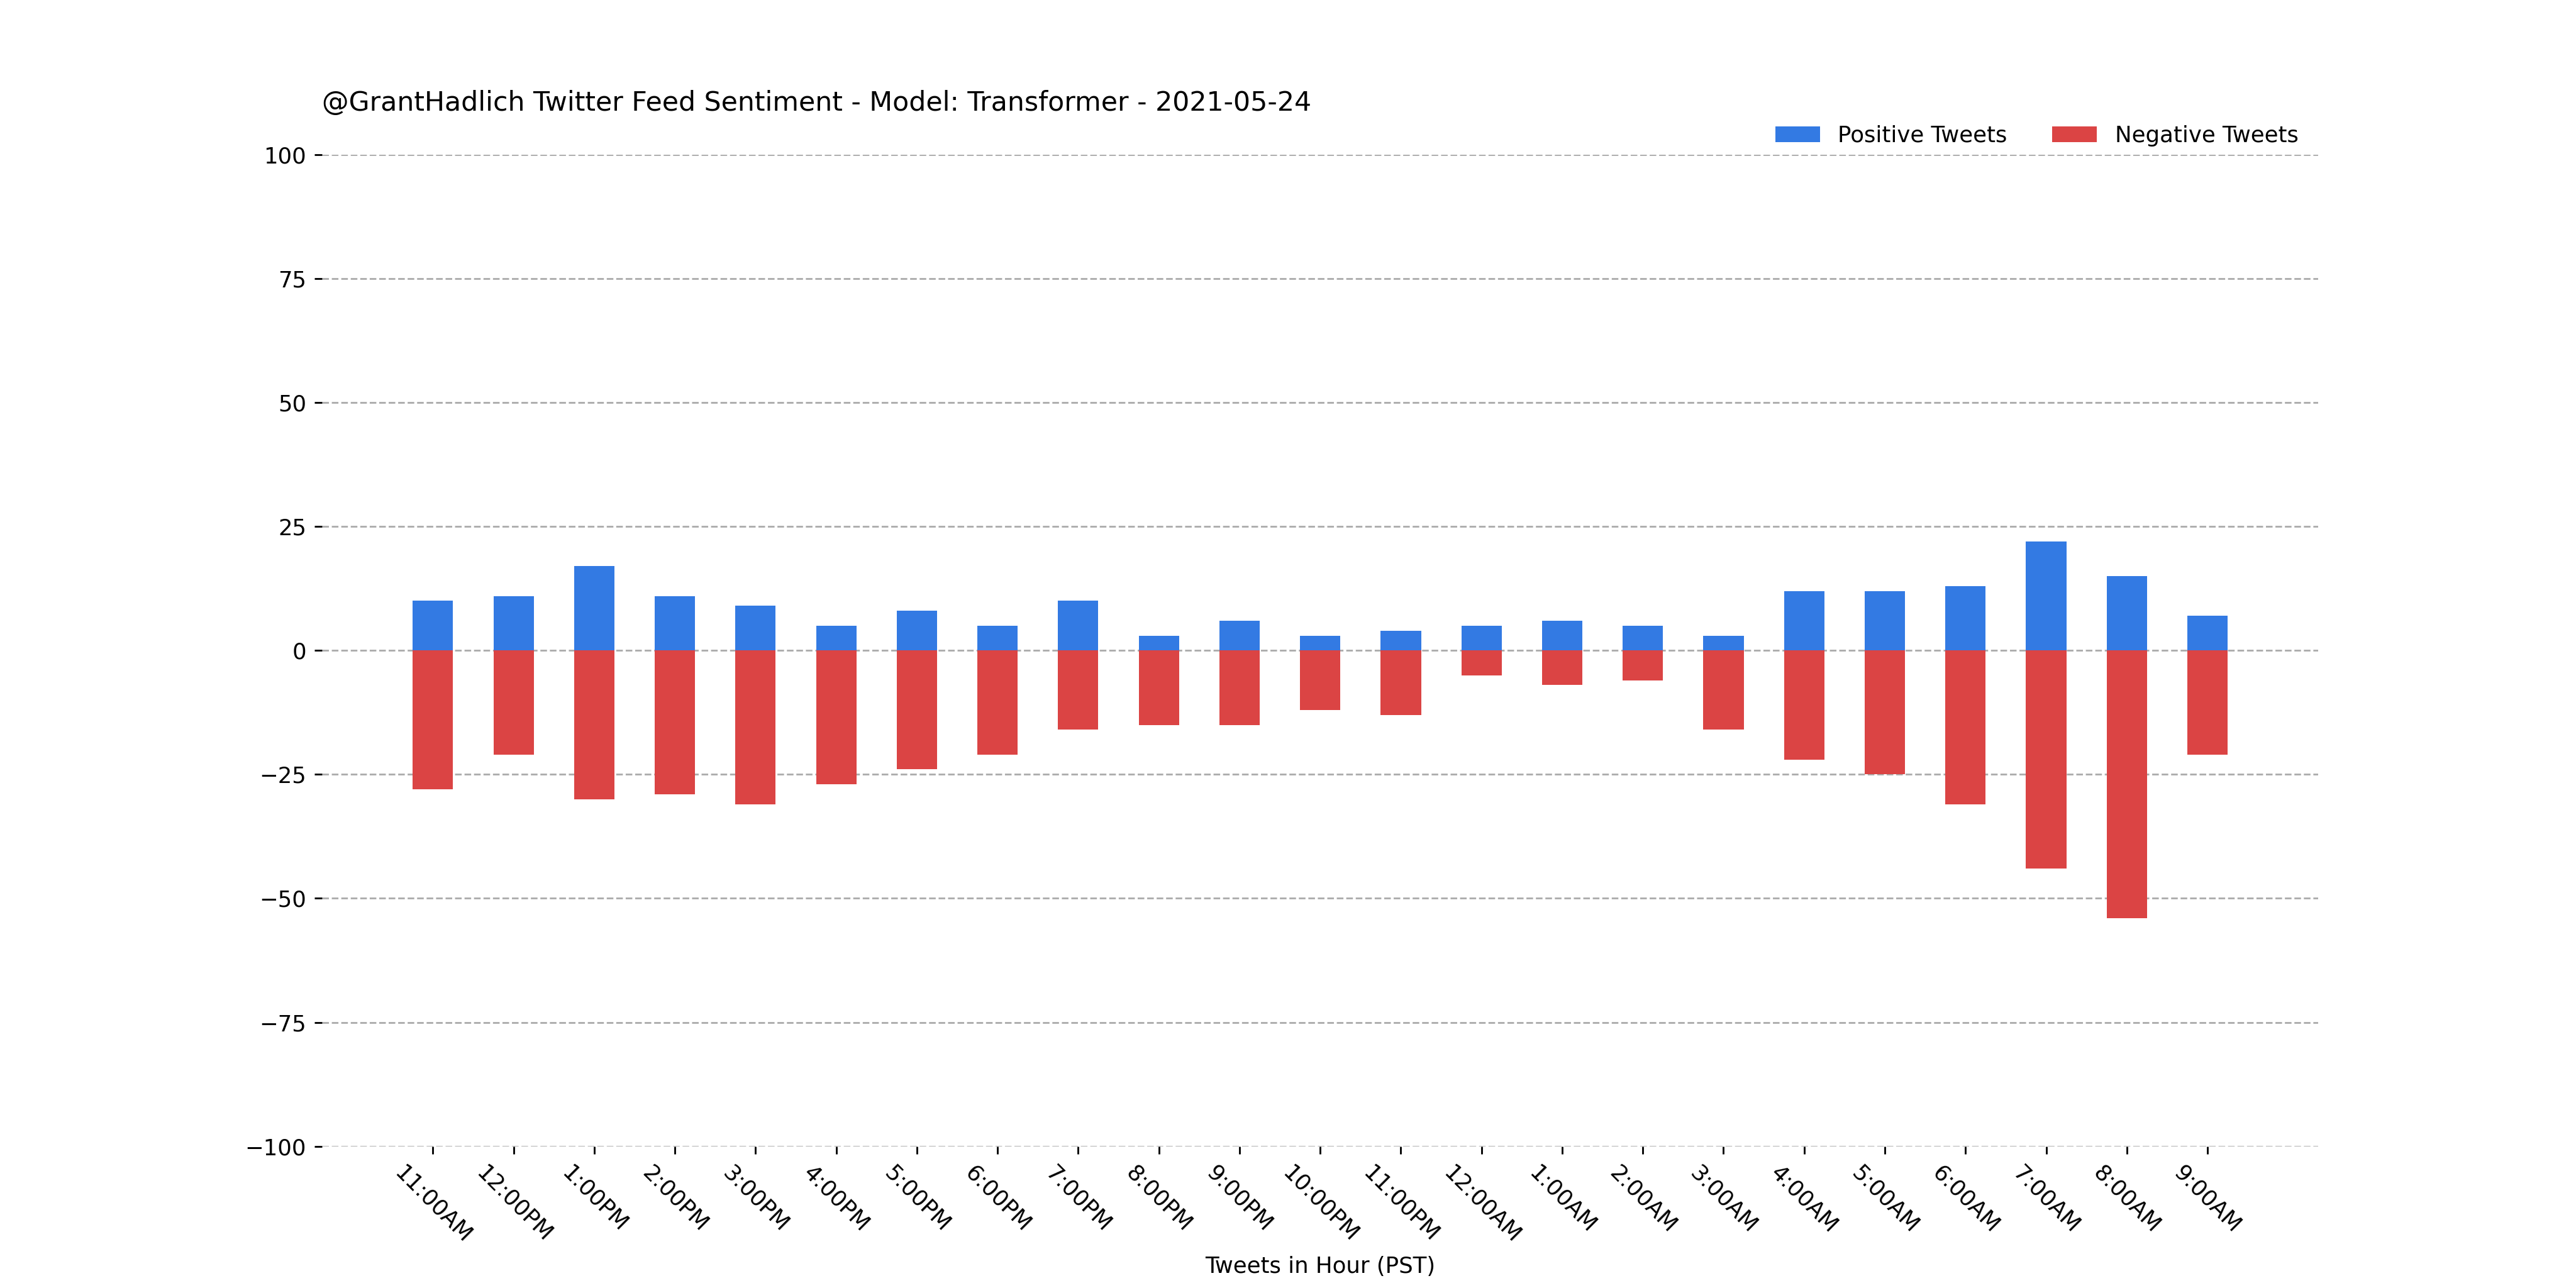 @GrantHadlich Twitter Feed Sentiment - Model: Transformer - 2021-05-24
Positive Tweets
Negative Tweets
100
75
50
25
0
−25
−50
−75
−100
11:00AM
12:00PM
1:00PM
2:00PM
3:00PM
4:00PM
5:00PM
6:00PM
7:00PM
8:00PM
9:00PM
10:00PM
11:00PM
12:00AM
1:00AM
2:00AM
3:00AM
4:00AM
5:00AM
6:00AM
7:00AM
8:00AM
9:00AM
Tweets in Hour (PST)